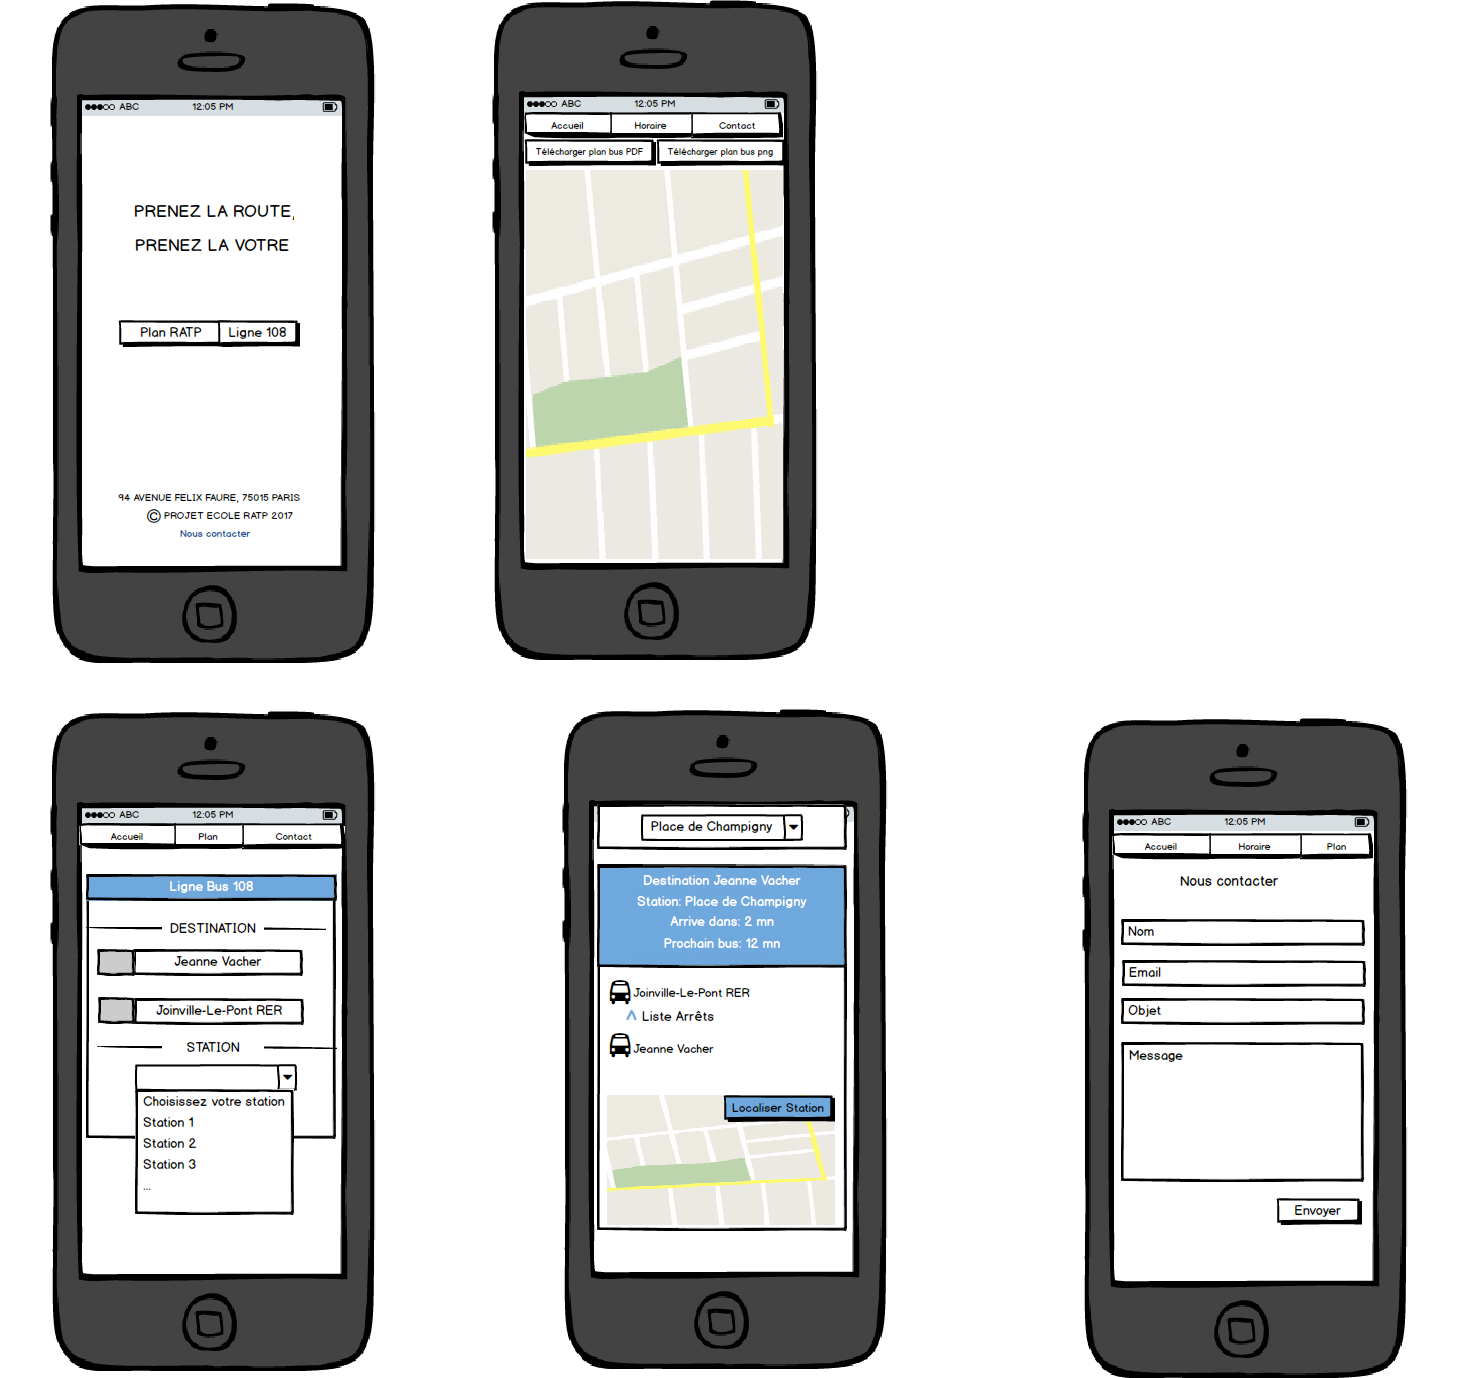 ABC 12:05 PM
PRENEZ LA ROUTE,
PRENEZ LA VOTRE
Plan RATP Ligne 108
94 AVENUE FELIX FAURE, 75015 PARIS
© PROJET ECOLE RATP 2017
Nous contacter
ABC 12:05 PM
Accueil Horaire Contact
Télécharger plan bus PDF Télécharger plan bus png
ABC 12:05 PM
Accueil Plan Contact
Ligne Bus 108
DESTINATION
Jeanne Vacher
Joinville-Le-Pont RER
STATION
Choisissez votre station
Station 1
Station 2
Station 3
...
Place de Champigny
Destination Jeanne Vacher
Station: Place de Champigny
Arrive dans: 2 mn
Prochain bus: 12 mn
Joinville-Le-Pont RER
^ Liste Arrêts
Jeanne Vacher
Localiser Station
ABC 12:05 PM
Accueil Horaire Plan
Nous contacter
Nom
Email
Objet
Message
Envoyer